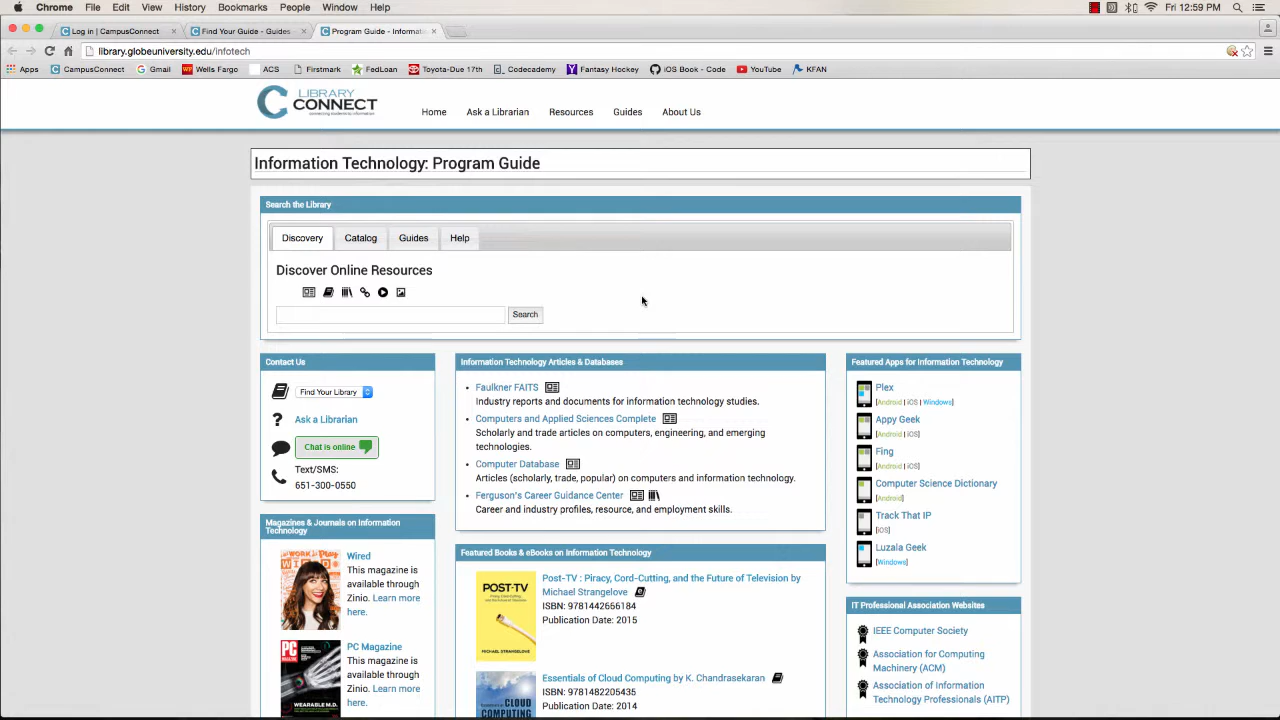 Chrome File Edit View History Bookmarks People Window Help Fri 12:59 PM
Log in | CampusConnect Find Your Guide - Guides Program Guide - Informati
library.globeuniversity.edu/infotech
Apps CampusConnect Gmail Wells Fargo ACS Firstmark FedLoan Toyota-Due 17th Codecademy Fantasy Hockey iOS Book - Code YouTube KFAN
LIBRARY
CONNECT
Home Ask a Librarian Resources Guides About Us
Information Technology: Program Guide
Search the Library
Discovery Catalog Guides Help
Discover Online Resources
Search
Contact Us
Find Your Library
Ask a Librarian
Chat is online
Text/SMS:
651-300-0550
Magazines & Journals on Information
Technology
WIRED
Wired
This magazine is
available through
Zinio. Learn more
here.
PC
PC Magazine
This magazine is
available through
Zinio. Learn more
here.
WEARABLE M.D.
Information Technology Articles & Databases
Faulkner FAITS
Industry reports and documents for information technology studies.
Computers and Applied Sciences Complete
Scholarly and trade articles on computers, engineering, and emerging
technologies.
Computer Database
Articles (scholarly, trade, popular) on computers and information technology.
Ferguson's Career Guidance Center
Career and industry profiles, resource, and employment skills.
Featured Books & eBooks on Information Technology
POST-TV
MICHAEL STRANGELOVE
Post-TV : Piracy, Cord-Cutting, and the Future of Television by
Michael Strangelove
ISBN: 9781442666184
Publication Date: 2015
CLOUD
COMPUTING
Essentials of Cloud Computing by K. Chandrasekaran
ISBN: 9781482205435
Publication Date: 2014
Featured Apps for Information Technology
Plex
[Android | iOS | Windows]
Appy Geek
[Android | iOS]
Fing
[Android | iOS]
Computer Science Dictionary
[Android]
Track That IP
[iOS]
Luzala Geek
[Windows]
IT Professional Association Websites
IEEE Computer Society
Association for Computing
Machinery (ACM)
Association of Information
Technology Professionals (AITP)